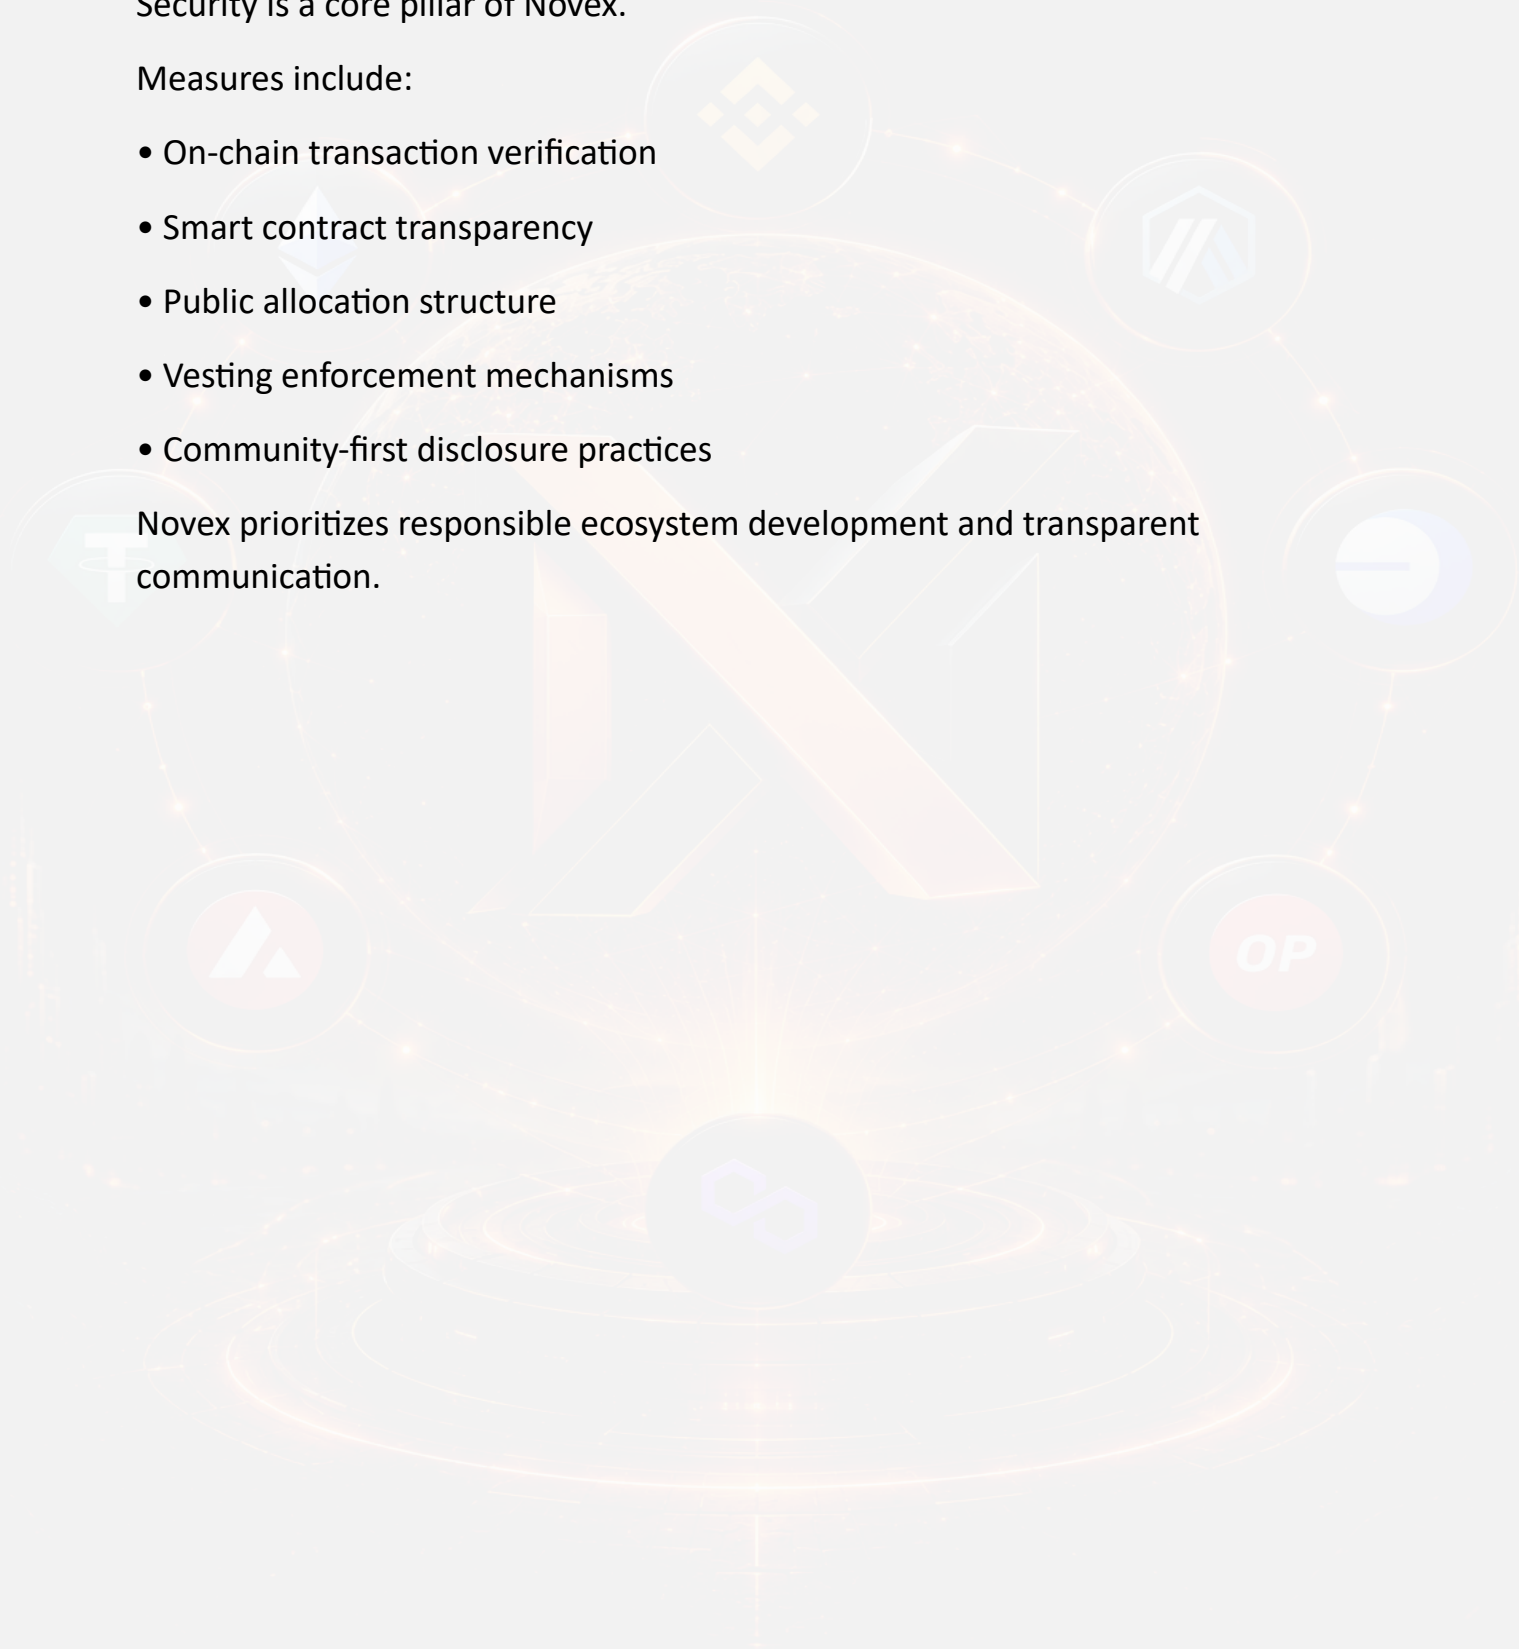 Security is a core pillar of Novex.
Measures include:
• On-chain transaction verification
• Smart contract transparency
• Public allocation structure
• Vesting enforcement mechanisms
• Community-first disclosure practices
Novex prioritizes responsible ecosystem development and transparent
communication.
OP